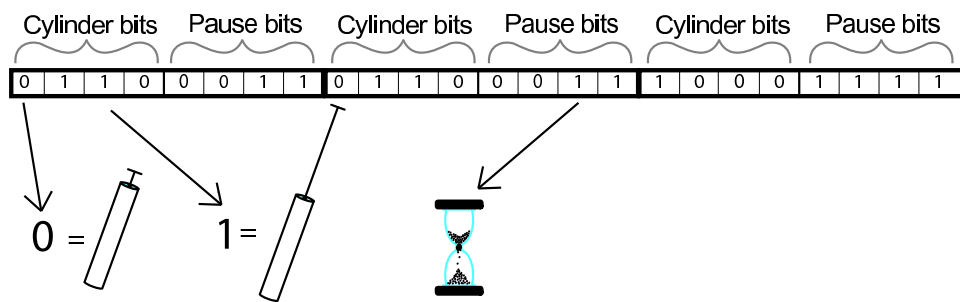 Cylinder bits Pause bits Cylinder bits Pause bits Cylinder bits Pause bits
0 1 1 0 0 0 1 1 0 1 1 0 0 0 1 1 1 0 0 0 1 1 1 1
0 = 1 =